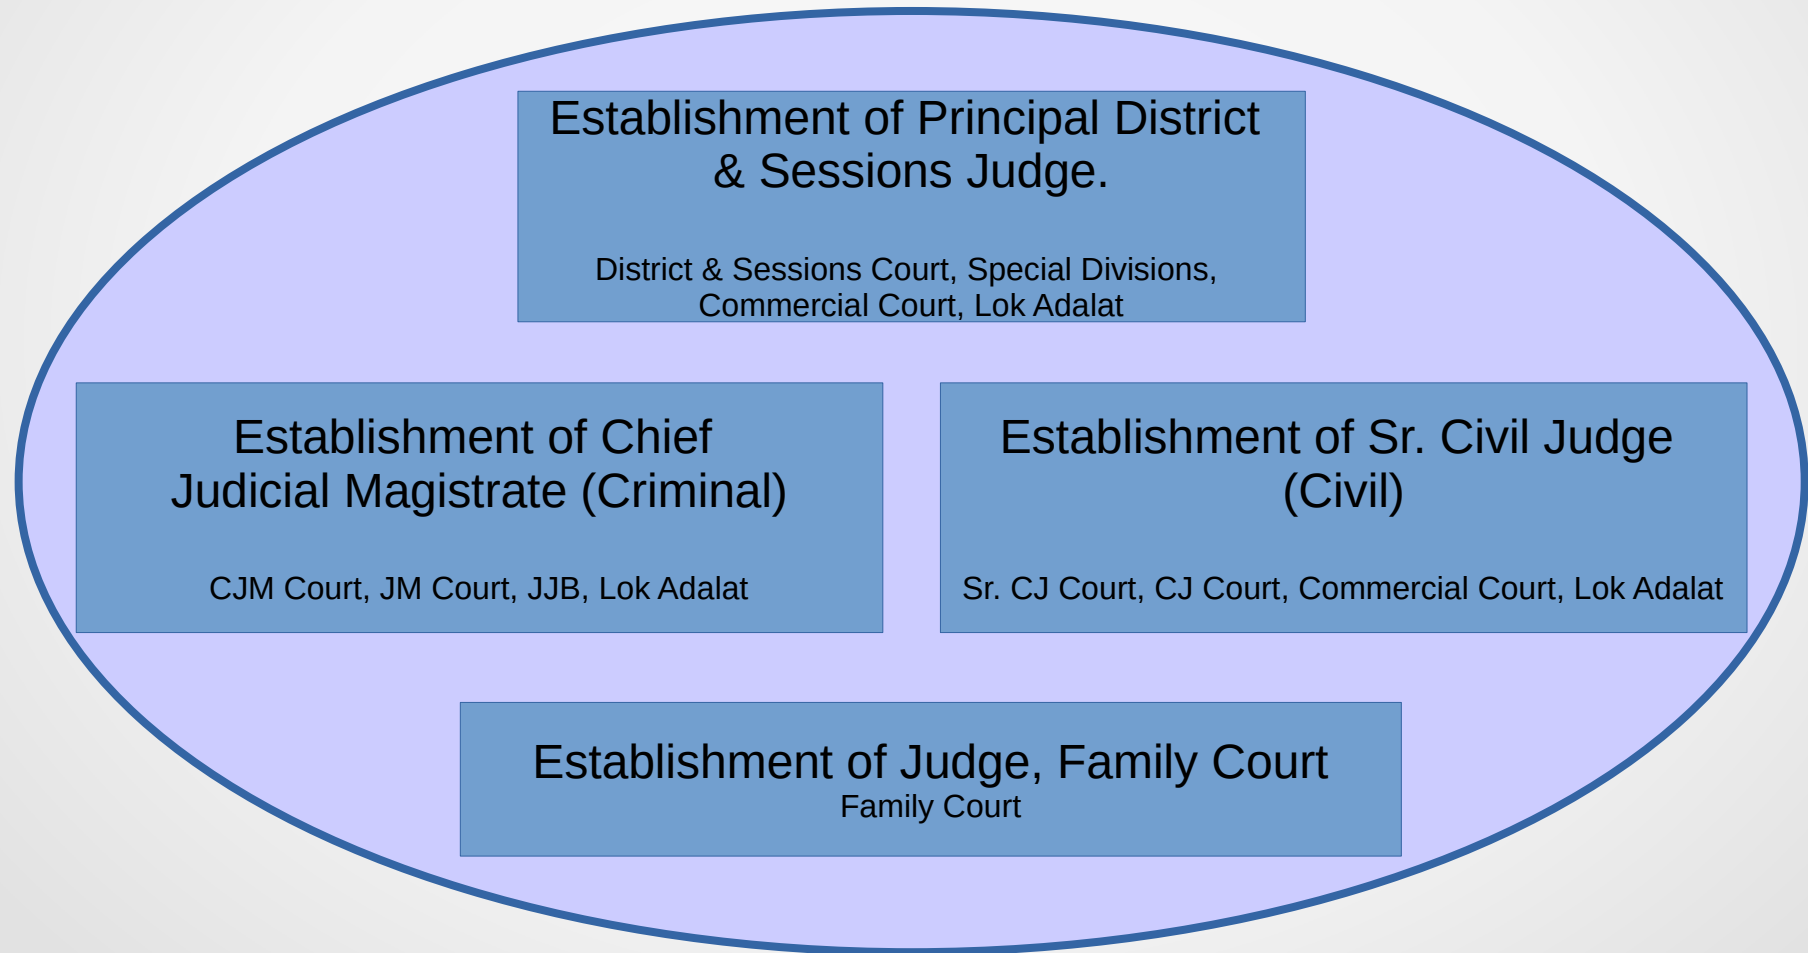 Establishment of Principal District
& Sessions Judge.
District & Sessions Court, Special Divisions,
Commercial Court, Lok Adalat
Establishment of Chief
Judicial Magistrate (Criminal)
CJM Court, JM Court, JJB, Lok Adalat
Establishment of Sr. Civil Judge
(Civil)
Sr. CJ Court, CJ Court, Commercial Court, Lok Adalat
Establishment of Judge, Family Court
Family Court